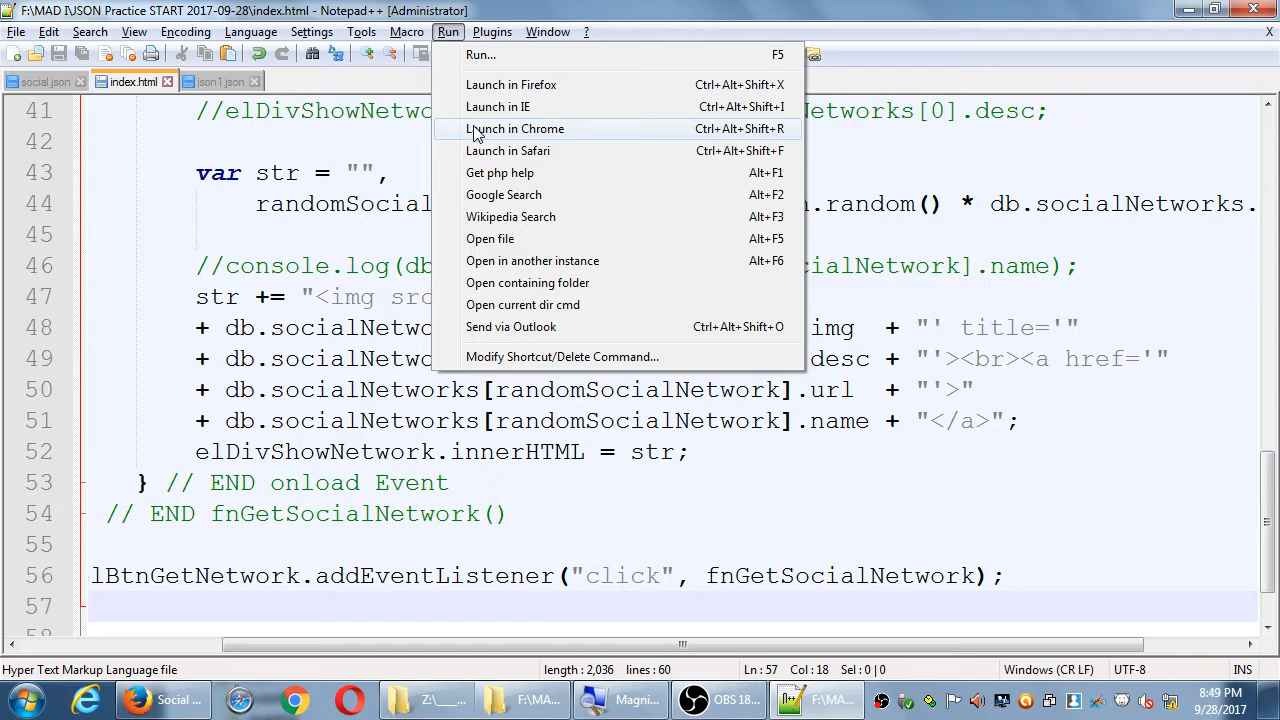 F:\MAD I\JSON Practice START 2017-09-28\index.html - Notepad++ [Administrator]
File Edit Search View Encoding Language Settings Tools Macro Run Plugins Window ? X
social.json index.html json1.json
Run... F5
Launch in Firefox Ctrl+Alt+Shift+X
Launch in IE Ctrl+Alt+Shift+I
Launch in Chrome Ctrl+Alt+Shift+R
Launch in Safari Ctrl+Alt+Shift+F
Get php help Alt+F1
Google Search Alt+F2
Wikipedia Search Alt+F3
Open file Alt+F5
Open in another instance Alt+F6
Open containing folder
Open current dir cmd
Send via Outlook Ctrl+Alt+Shift+O
Modify Shortcut/Delete Command...
41 //elDivShowNetwo Networks[0].desc;
42
43 var str = "",
44 randomSocial .random() * db.socialNetworks.
45
46 //console.log(db cialNetwork].name);
47 str += "<img src
48 + db.socialNetwo .img + "' title='"
49 + db.socialNetwo .desc + "'><br><a href='"
50 + db.socialNetworks[randomSocialNetwork].url + "'>"
51 + db.socialNetworks[randomSocialNetwork].name + "</a>";
52 elDivShowNetwork.innerHTML = str;
53 } // END onload Event
54 // END fnGetSocialNetwork()
55
56 lBtnGetNetwork.addEventListener("click", fnGetSocialNetwork);
57
58
Hyper Text Markup Language file length : 2,036 lines : 60 Ln : 57 Col : 18 Sel : 0 | 0 Windows (CR LF) UTF-8 INS
Social ... Z:\___... F:\MA... Magni... OBS 18... F:\MA... 8:49 PM
9/28/2017